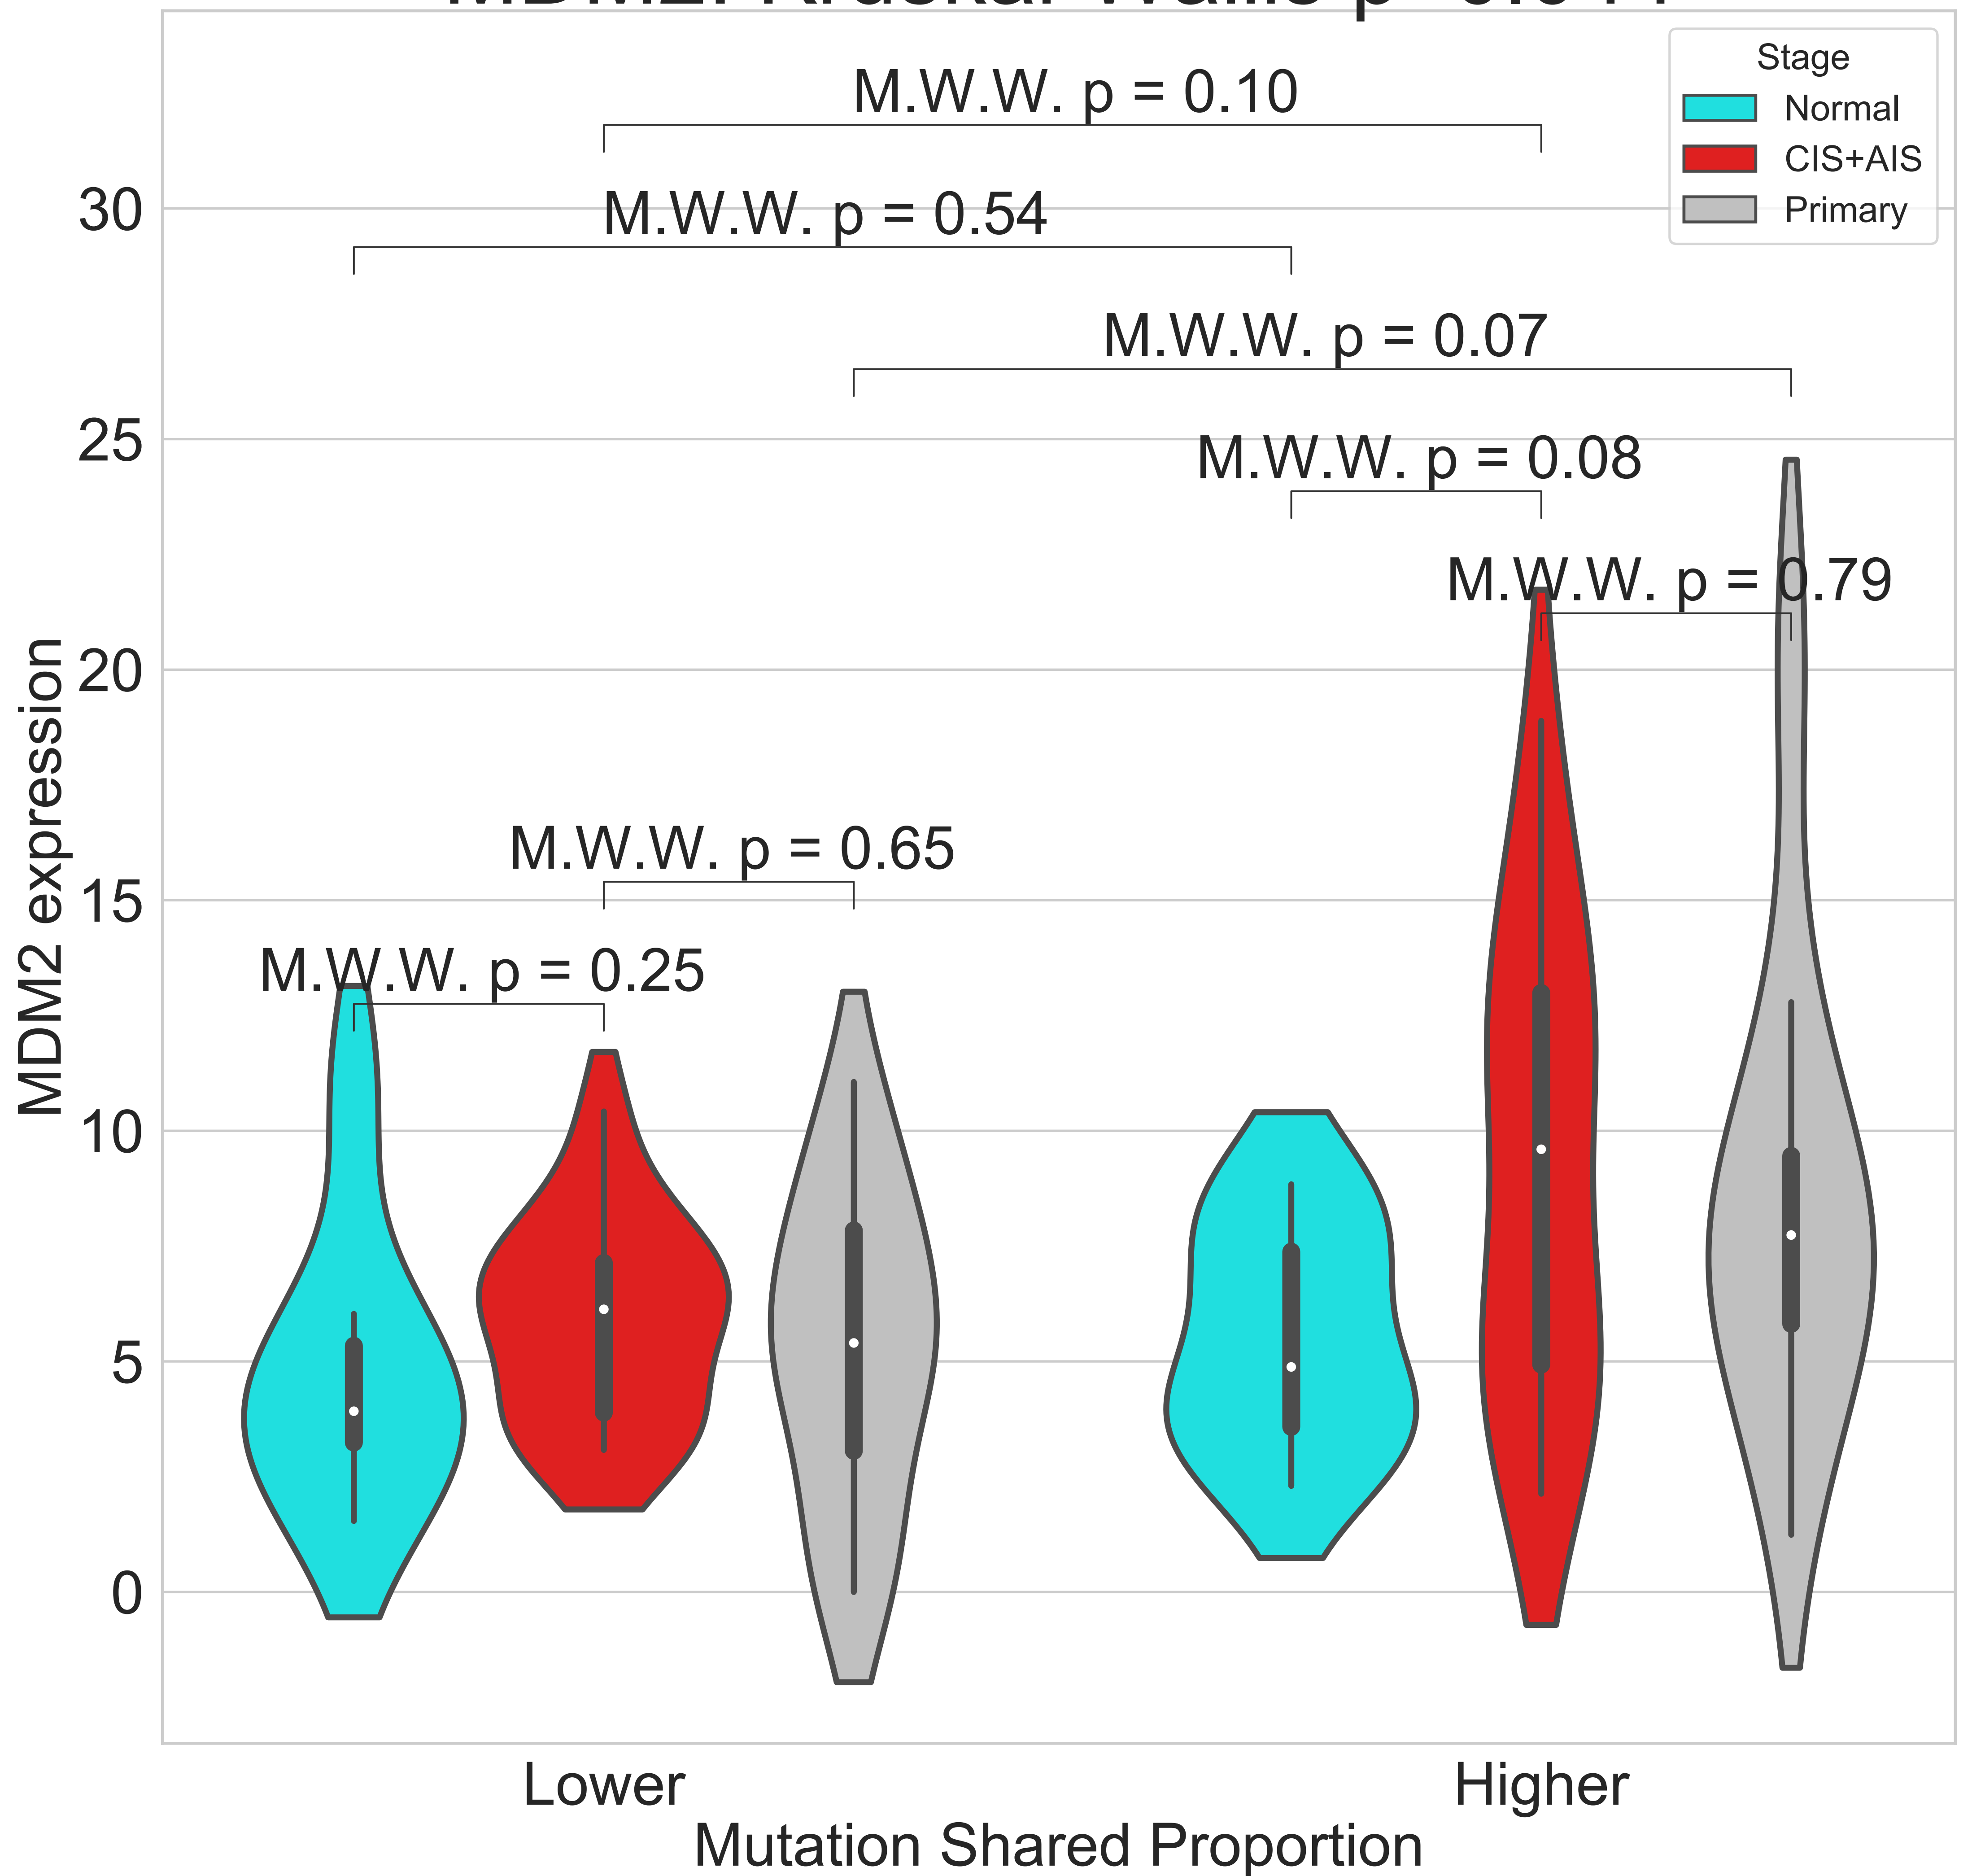 Stage
Normal
CIS+AIS
Primary
M.W.W. p = 0.10
M.W.W. p = 0.54
M.W.W. p = 0.07
M.W.W. p = 0.08
M.W.W. p = 0.79
M.W.W. p = 0.65
M.W.W. p = 0.25
30
25
20
15
10
5
0
MDM2 expression
Lower
Higher
Mutation Shared Proportion